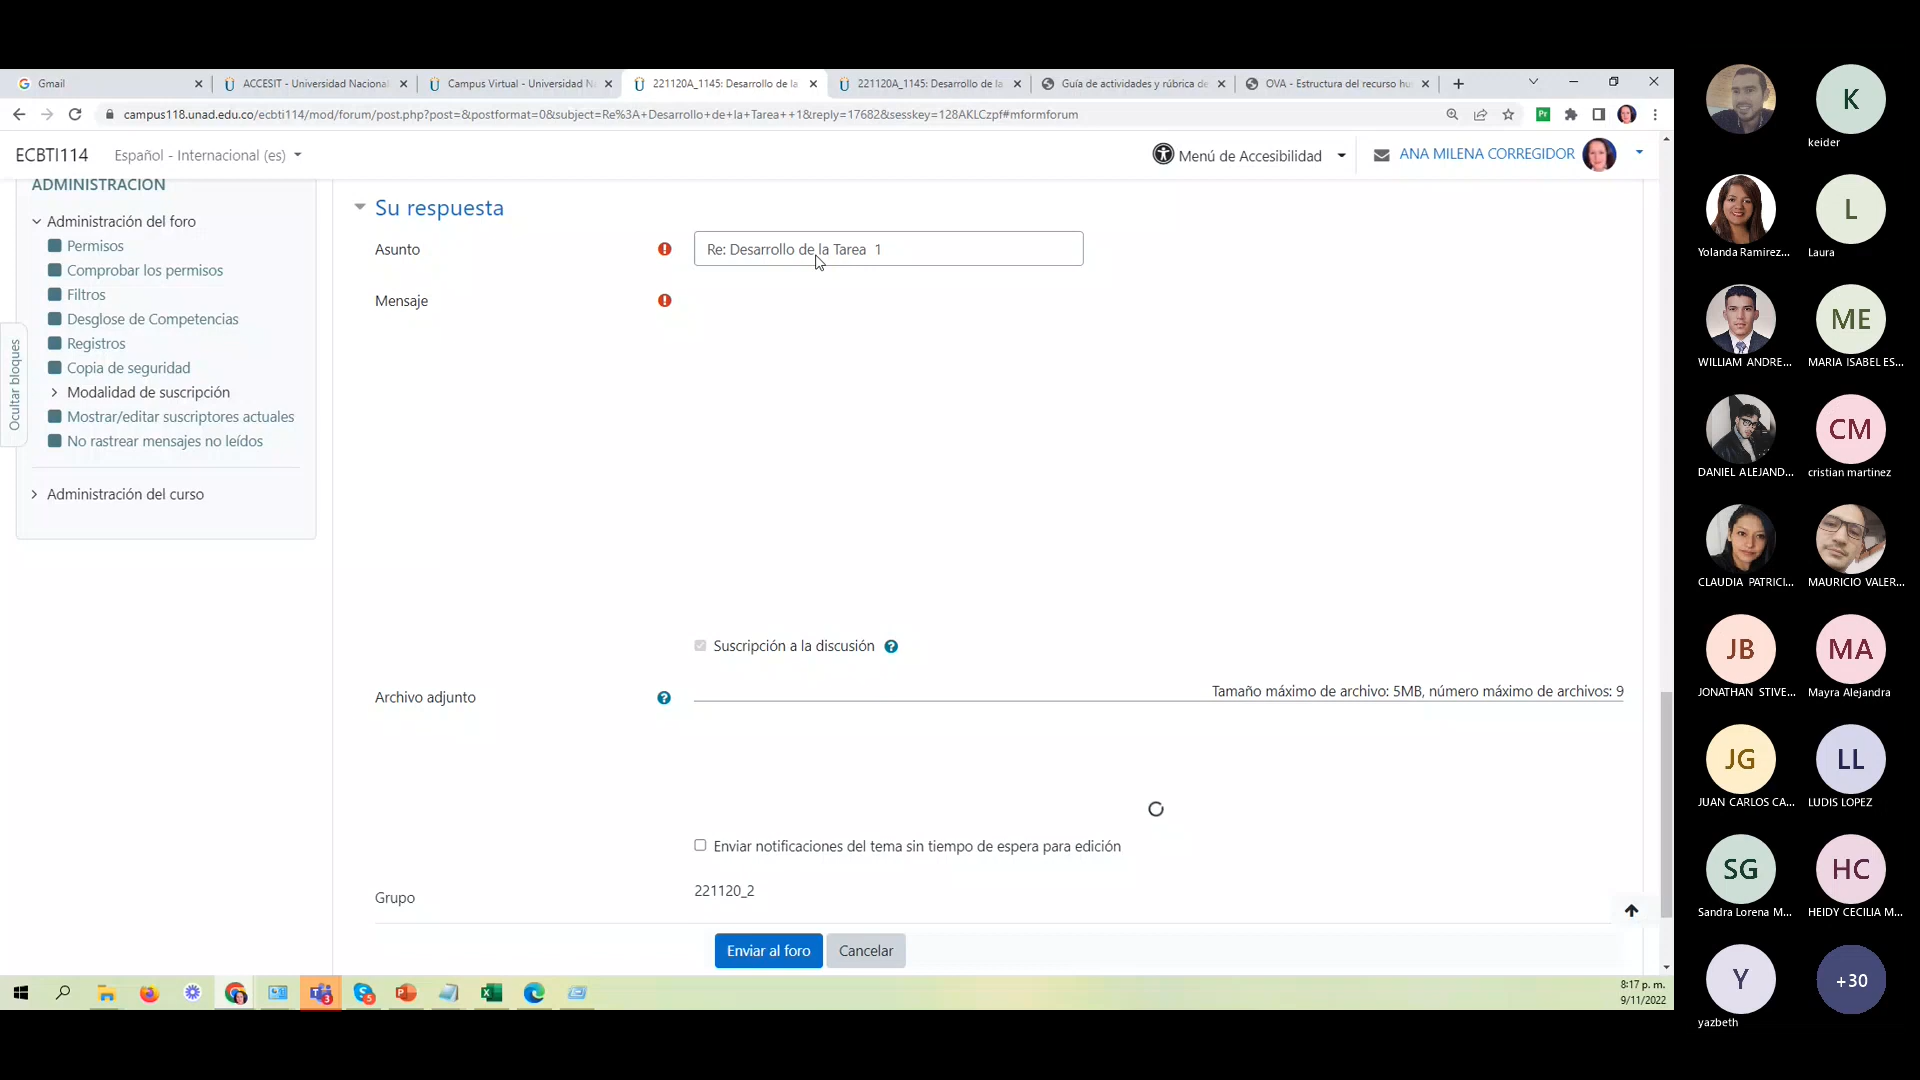 Gmail
ACCESIT - Universidad Nacional
Campus Virtual - Universidad N
221120A_1145: Desarrollo de la
221120A_1145: Desarrollo de la
Guía de actividades y rúbrica de
OVA - Estructura del recurso hu
campus118.unad.edu.co/ecbti114/mod/forum/post.php?post=&postformat=0&subject=Re%3A+Desarrollo+de+la+Tarea++1&reply=17682&sesskey=128AKLCzpf#mformforum
ECBTI114
Español - Internacional (es)
Menú de Accesibilidad
ANA MILENA CORREGIDOR
ADMINISTRACIÓN
Administración del foro
Permisos
Comprobar los permisos
Filtros
Desglose de Competencias
Registros
Copia de seguridad
Modalidad de suscripción
Mostrar/editar suscriptores actuales
No rastrear mensajes no leídos
Administración del curso
Ocultar bloques
Su respuesta
Asunto
Re: Desarrollo de la Tarea 1
Mensaje
Suscripción a la discusión
Archivo adjunto
Tamaño máximo de archivo: 5MB, número máximo de archivos: 9
Enviar notificaciones del tema sin tiempo de espera para edición
Grupo
221120_2
Enviar al foro
Cancelar
8:17 p. m.
9/11/2022
K
keider
Yolanda Ramirez...
L
Laura
WILLIAM ANDRE...
ME
MARIA ISABEL ES...
DANIEL ALEJAND...
CM
cristian martinez
CLAUDIA PATRICI...
MAURICIO VALER...
JB
JONATHAN STIVE...
MA
Mayra Alejandra
JG
JUAN CARLOS CA...
LL
LUDIS LOPEZ
SG
Sandra Lorena M...
HC
HEIDY CECILIA M...
Y
yazbeth
+30